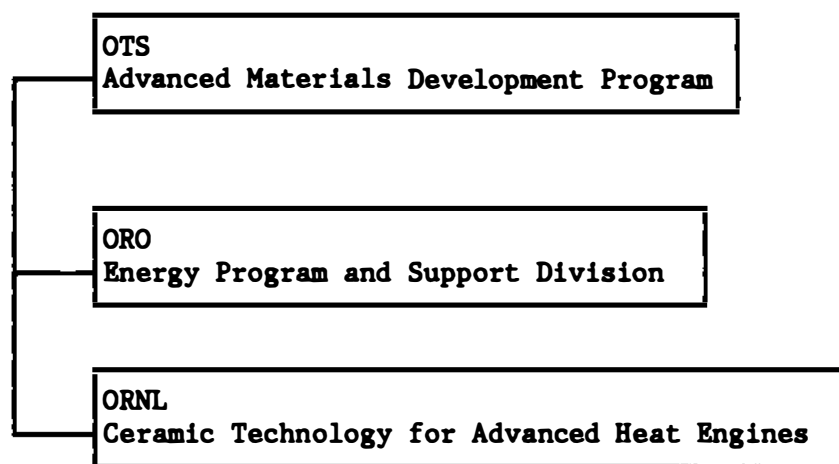 OTS
Advanced Materials Development Program
ORO
Energy Program and Support Division
ORNL
Ceramic Technology for Advanced Heat Engines